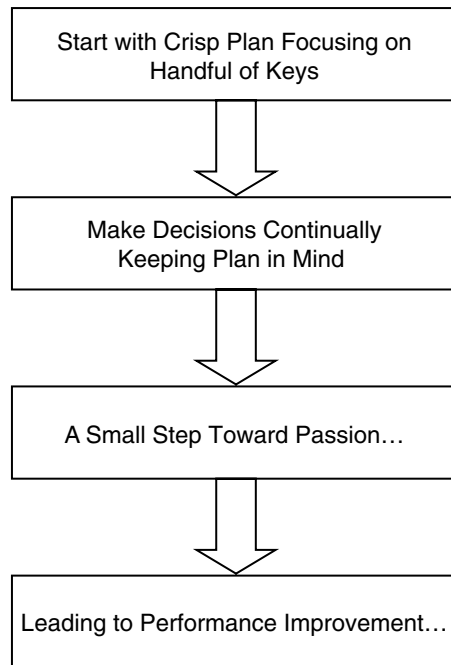 Start with Crisp Plan Focusing on
Handful of Keys
Make Decisions Continually
Keeping Plan in Mind
A Small Step Toward Passion…
Leading to Performance Improvement…